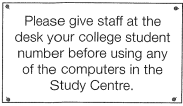 Please give staff at the
desk your college student
number before using any
of the computers in the
Study Centre.